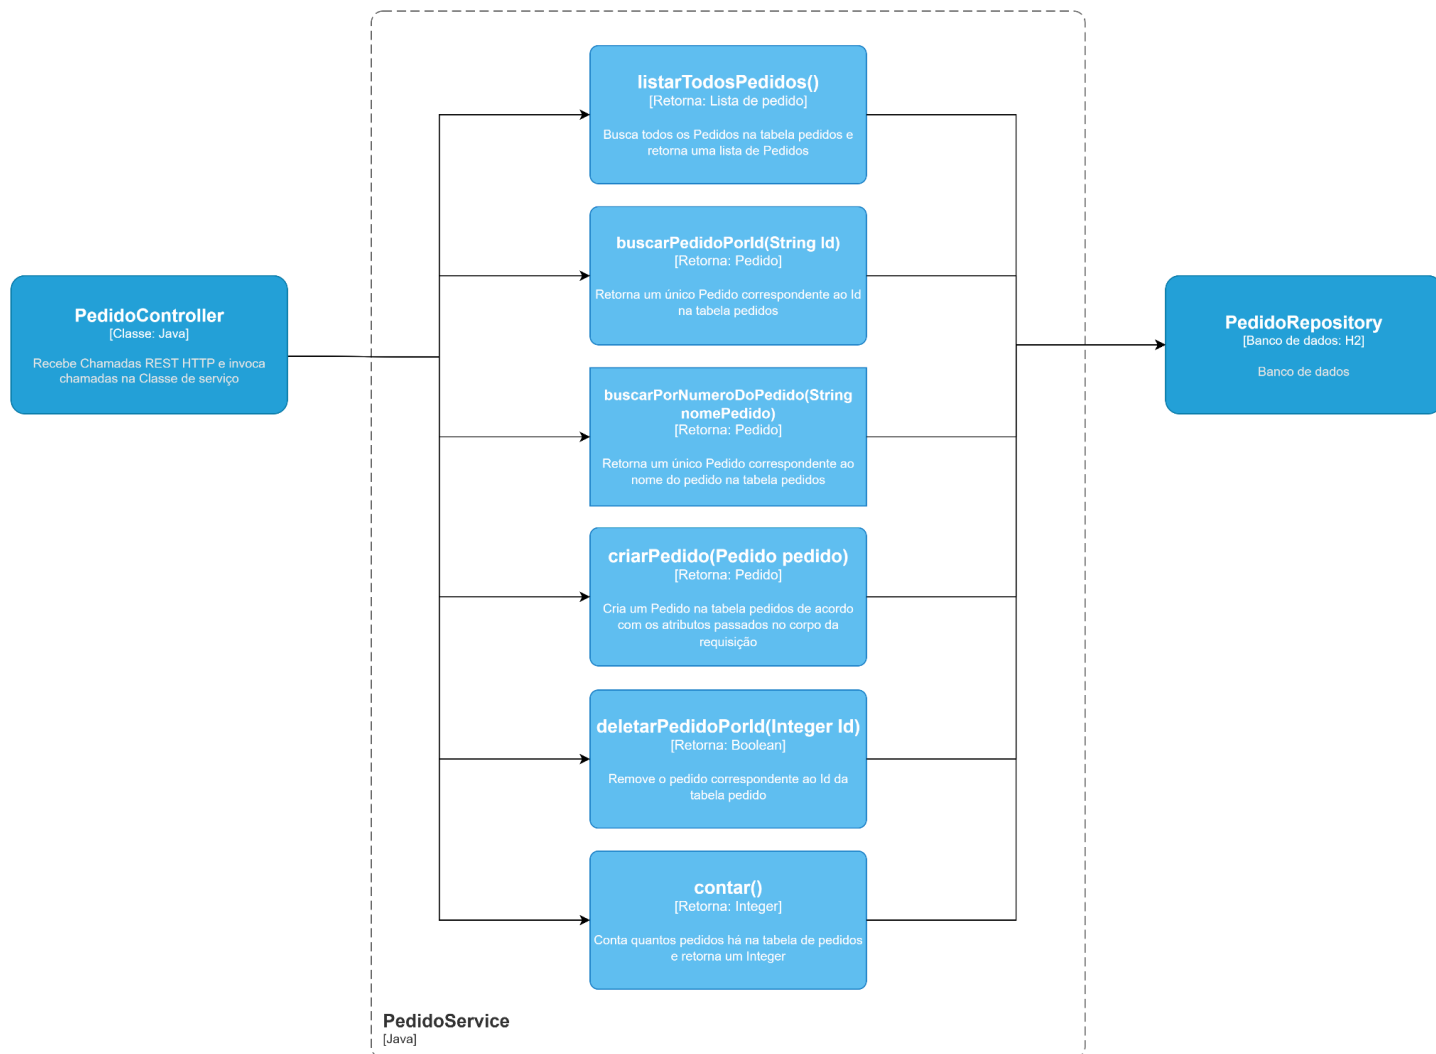 listarTodosPedidos()
[Retorna: Lista de pedido]
Busca todos os Pedidos na tabela pedidos e
retorna uma lista de Pedidos
buscarPedidoPorId(String Id)
[Retorna: Pedido]
Retorna um único Pedido correspondente ao Id
na tabela pedidos
PedidoController
[Classe: Java]
Recebe Chamadas REST HTTP e invoca
chamadas na Classe de serviço
PedidoRepository
[Banco de dados: H2]
Banco de dados
buscarPorNumeroDoPedido(String
nomePedido)
[Retorna: Pedido]
Retorna um único Pedido correspondente ao
nome do pedido na tabela pedidos
criarPedido(Pedido pedido)
[Retorna: Pedido]
Cria um Pedido na tabela pedidos de acordo
com os atributos passados no corpo da
requisição
deletarPedidoPorId(Integer Id)
[Retorna: Boolean]
Remove o pedido correspondente ao Id da
tabela pedido
contar()
[Retorna: Integer]
Conta quantos pedidos há na tabela de pedidos
e retorna um Integer
PedidoService
[Java]